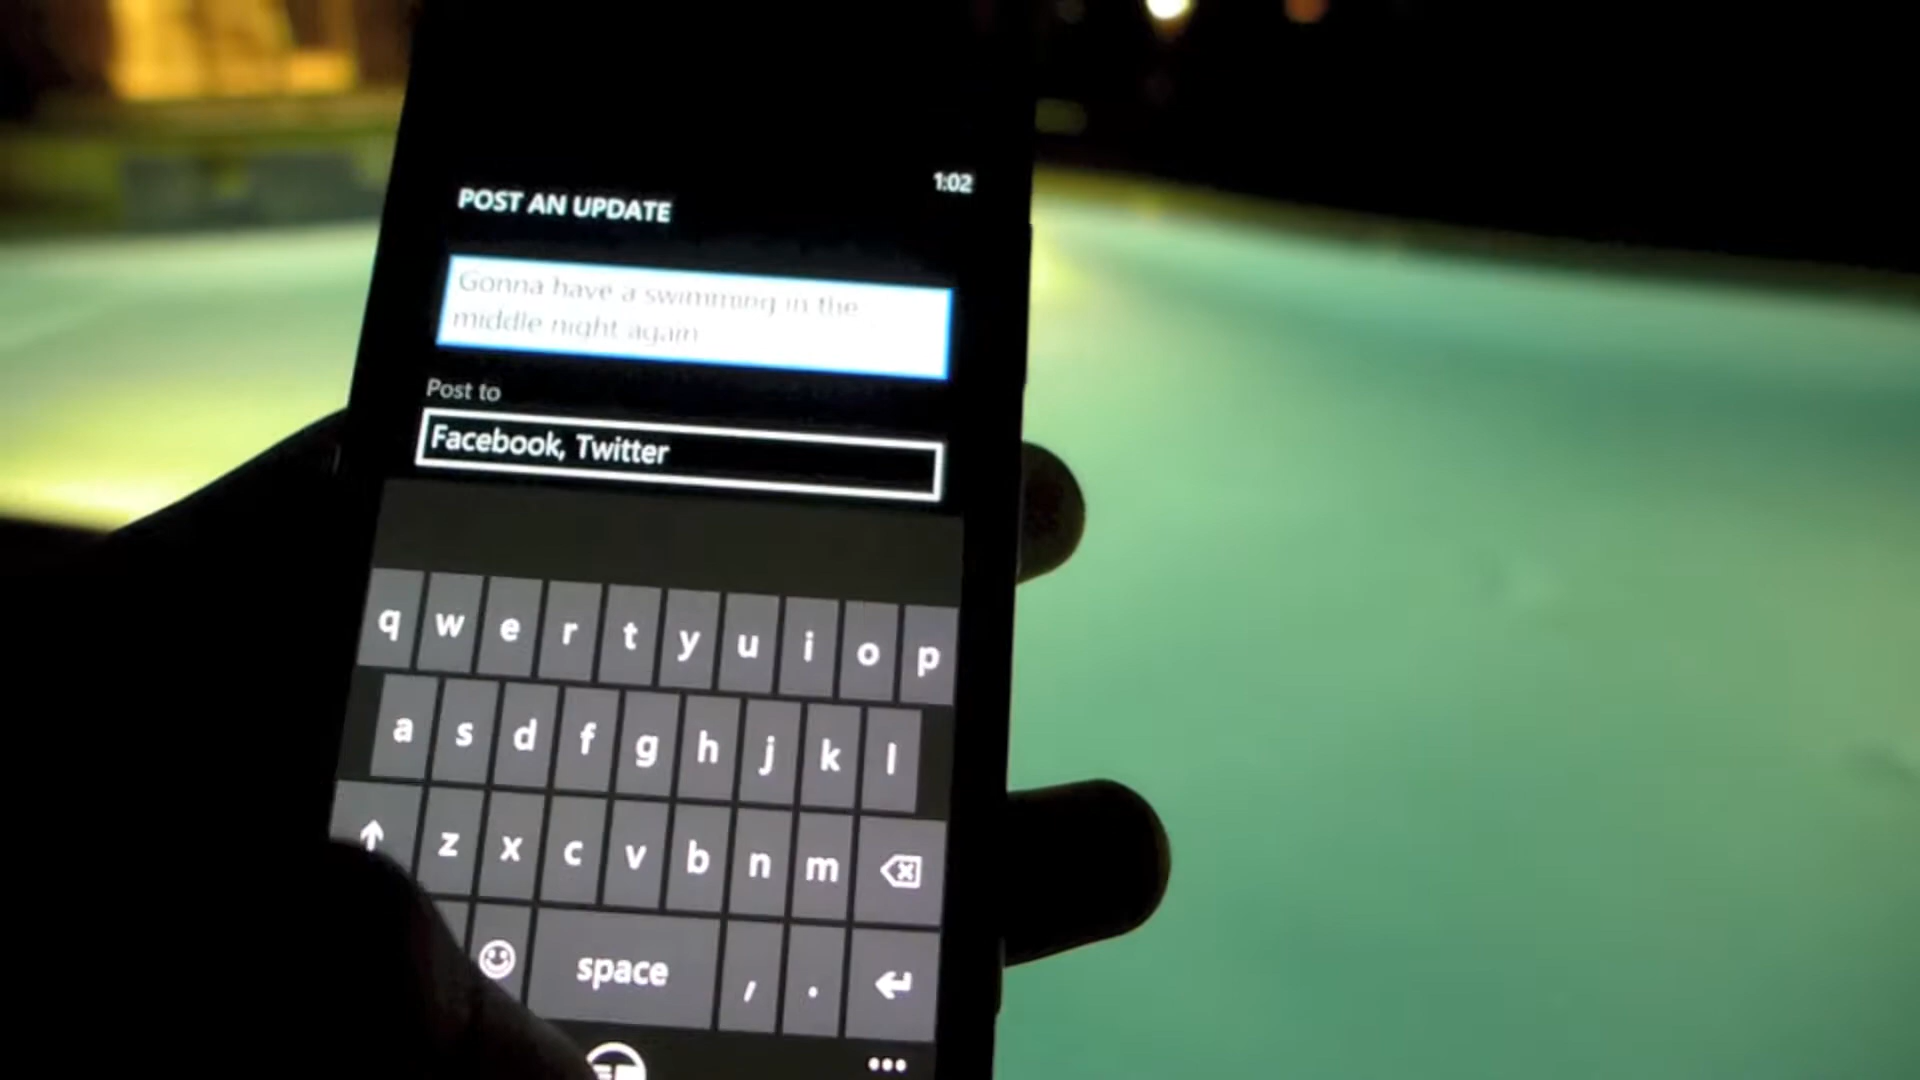 1:02
POST AN UPDATE
Gonna have a swimming in the
middle night again
Post to
Facebook, Twitter
q w e r t y u i o p
a s d f g h j k l
z x c v b n m
space , .